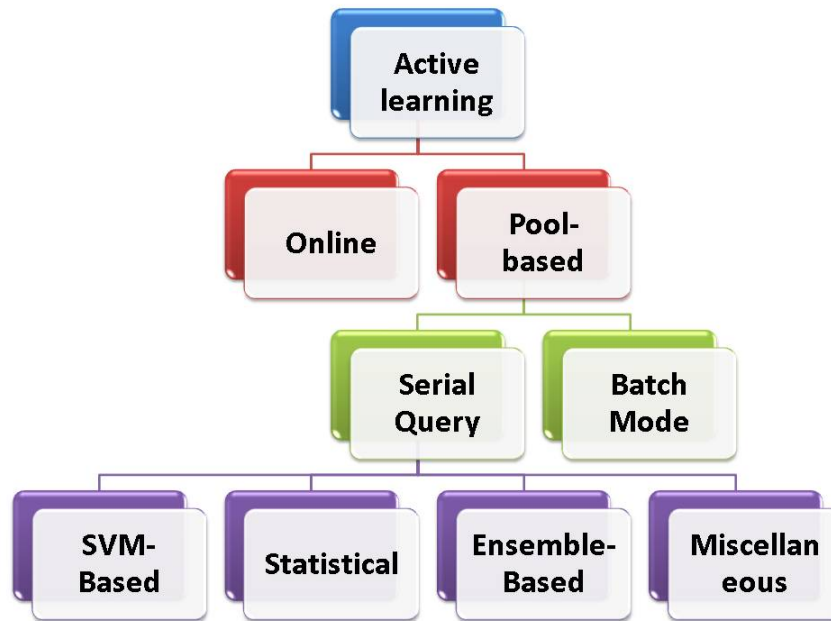 Active
learning
Online
Pool-
based
Serial
Query
Batch
Mode
SVM-
Based
Statistical
Ensemble-
Based
Miscellan
eous